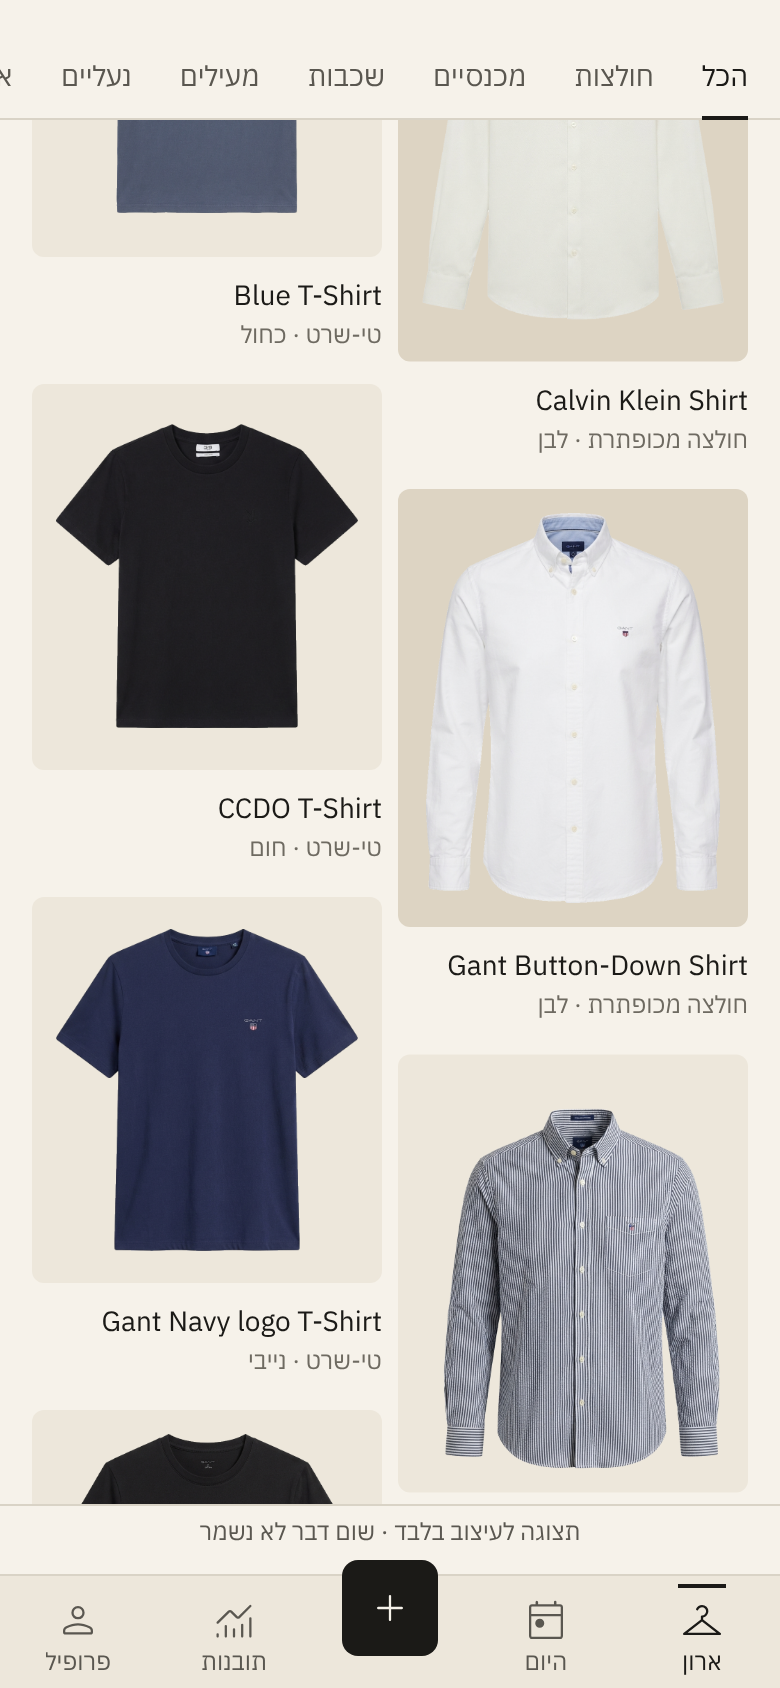 הכל
חולצות
מכנסיים
שכבות
מעילים
נעליים
Calvin Klein Shirt
חולצה מכופתרת · לבן
Blue T-Shirt
טי-שרט · כחול
Gant Button-Down Shirt
חולצה מכופתרת · לבן
CCDO T-Shirt
טי-שרט · חום
Gant Navy logo T-Shirt
טי-שרט · נייבי
תצוגה לעיצוב בלבד · שום דבר לא נשמר
ארון
היום
תובנות
פרופיל